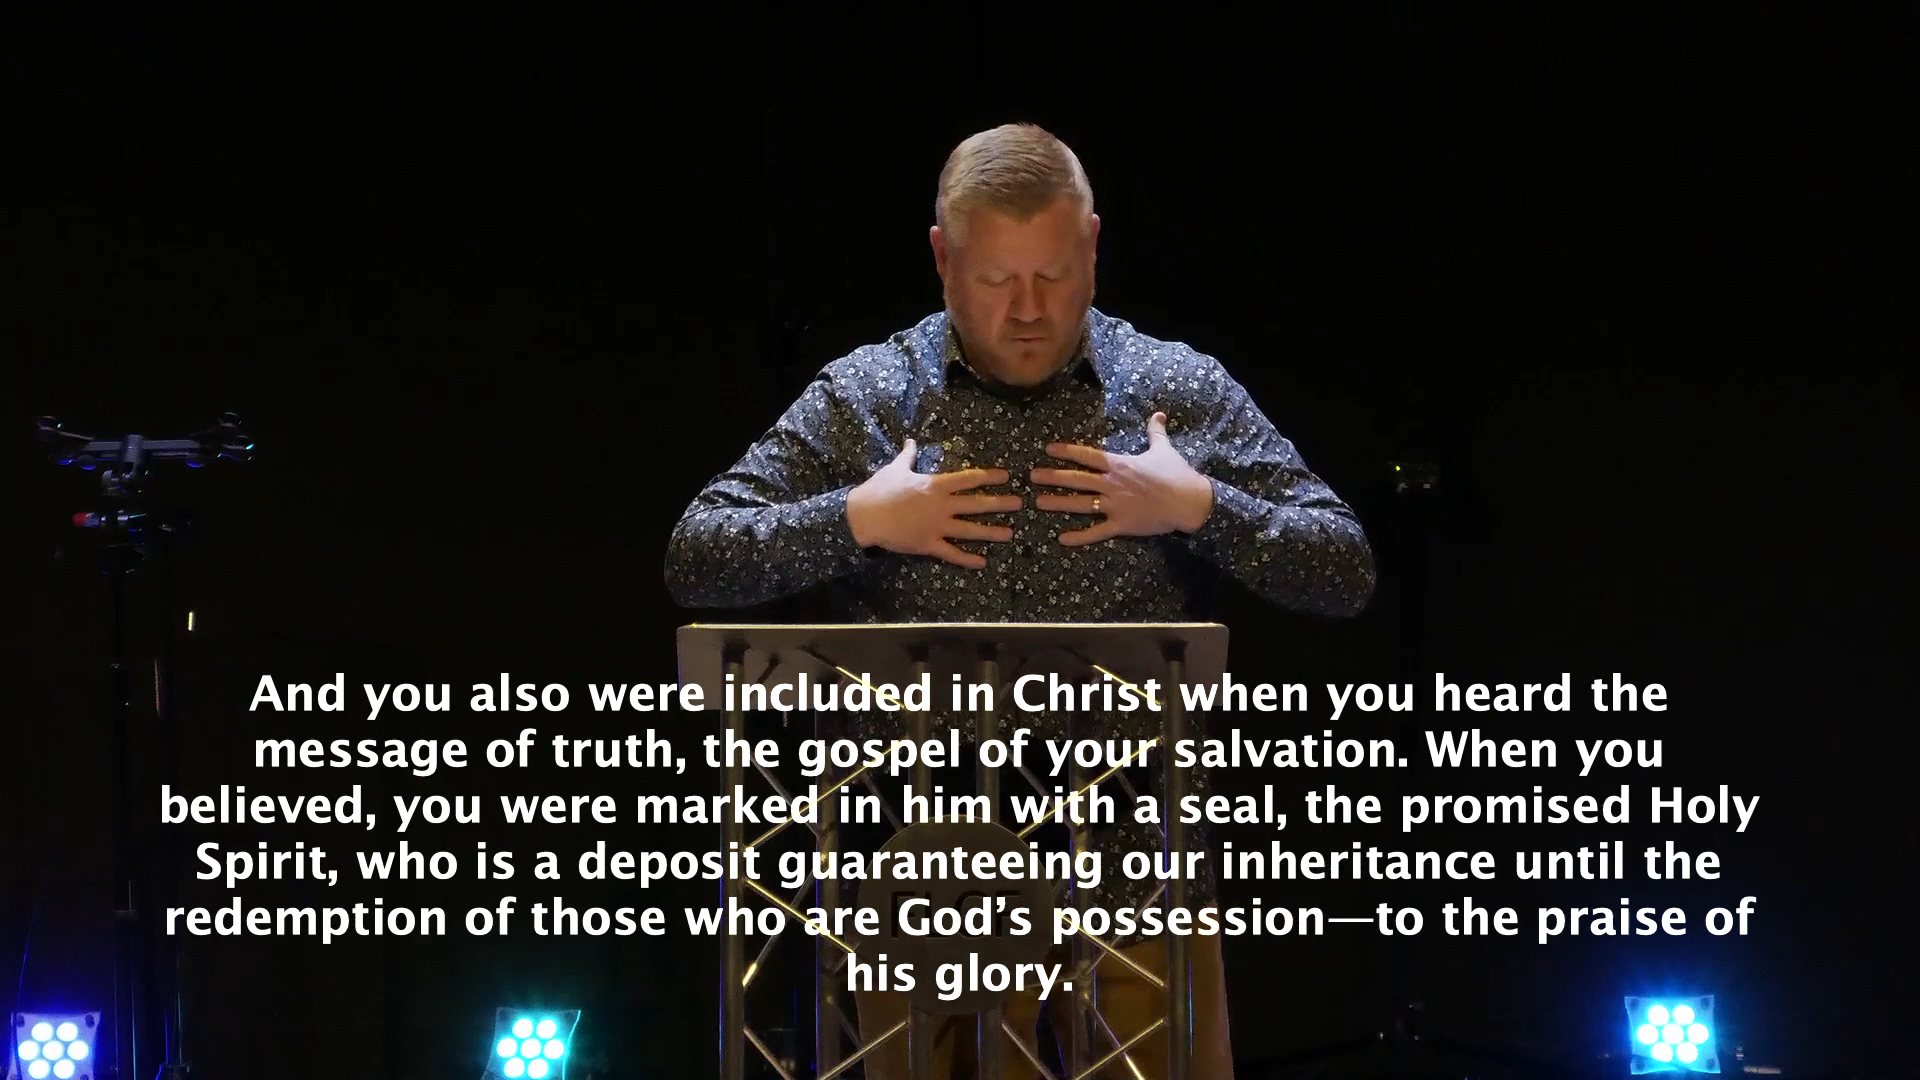 And you also were included in Christ when you heard the
message of truth, the gospel of your salvation. When you
believed, you were marked in him with a seal, the promised Holy
Spirit, who is a deposit guaranteeing our inheritance until the
redemption of those who are God’s possession—to the praise of
his glory.
FLCF